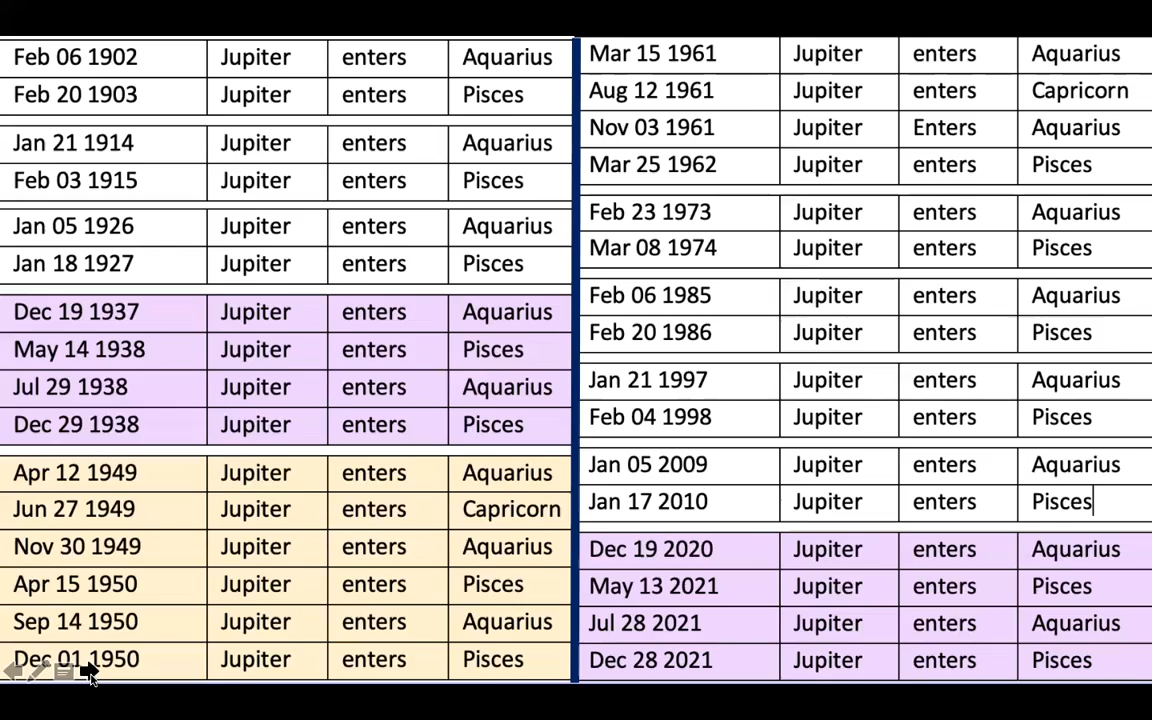 Feb 06 1902 Jupiter enters Aquarius
Feb 20 1903 Jupiter enters Pisces
Jan 21 1914 Jupiter enters Aquarius
Feb 03 1915 Jupiter enters Pisces
Jan 05 1926 Jupiter enters Aquarius
Jan 18 1927 Jupiter enters Pisces
Dec 19 1937 Jupiter enters Aquarius
May 14 1938 Jupiter enters Pisces
Jul 29 1938 Jupiter enters Aquarius
Dec 29 1938 Jupiter enters Pisces
Apr 12 1949 Jupiter enters Aquarius
Jun 27 1949 Jupiter enters Capricorn
Nov 30 1949 Jupiter enters Aquarius
Apr 15 1950 Jupiter enters Pisces
Sep 14 1950 Jupiter enters Aquarius
Dec 01 1950 Jupiter enters Pisces
Mar 15 1961 Jupiter enters Aquarius
Aug 12 1961 Jupiter enters Capricorn
Nov 03 1961 Jupiter Enters Aquarius
Mar 25 1962 Jupiter enters Pisces
Feb 23 1973 Jupiter enters Aquarius
Mar 08 1974 Jupiter enters Pisces
Feb 06 1985 Jupiter enters Aquarius
Feb 20 1986 Jupiter enters Pisces
Jan 21 1997 Jupiter enters Aquarius
Feb 04 1998 Jupiter enters Pisces
Jan 05 2009 Jupiter enters Aquarius
Jan 17 2010 Jupiter enters Pisces
Dec 19 2020 Jupiter enters Aquarius
May 13 2021 Jupiter enters Pisces
Jul 28 2021 Jupiter enters Aquarius
Dec 28 2021 Jupiter enters Pisces